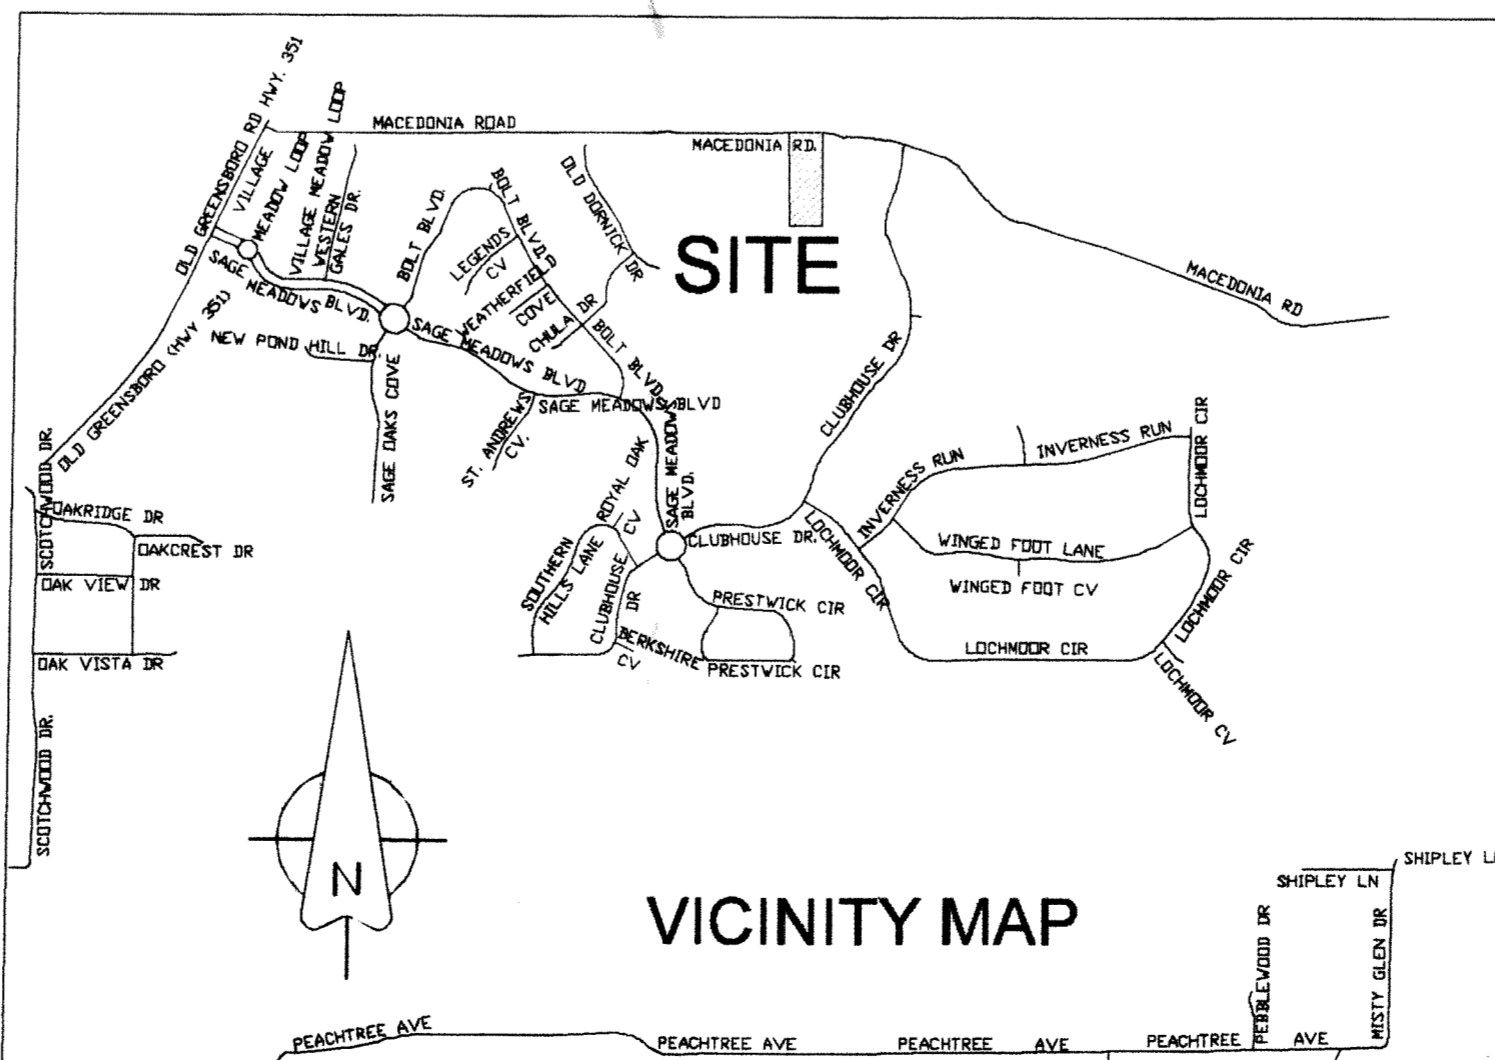 OLD GREENSBORO RD HWY. 351
MACEDONIA ROAD
MACEDONIA RD.
VILLAGE
MEADOW LOOP
VILLAGE MEADOW LOOP
WESTERN
GALES DR.
BOLT BLVD.
BOLT BLVD.
OLD DORNICK DR
LEGENDS
CV
WEATHERFIELD
COVE
CHULA DR
SITE
MACEDONIA RD
SAGE
MEADOWS BLVD.
NEW POND HILL DR.
SAGE MEADOWS BLVD
BOLT BLVD.
OLD GREENSBORO (HWY 351)
SAGE OAKS COVE
ST. ANDREWS
CV.
SAGE MEADOWS BLVD
SAGE MEADOW
BLVD.
CLUBHOUSE DR
INVERNESS RUN
INVERNESS RUN
LOCHMOOR CIR
SCOTCHWOOD DR.
SCOTCHWOOD
OAKRIDGE DR
OAKCREST DR
OAK VIEW DR
OAK VISTA DR
SCOTCHWOOD DR.
ROYAL OAK
CV
SOUTHERN
HILLS LANE
CLUBHOUSE
DR
CLUBHOUSE DR.
LOCHMOOR CIR
WINGED FOOT LANE
WINGED FOOT CV
LOCHMOOR CIR
LOCHMOOR CIR
LOCHMOOR CV
PRESTWICK CIR
BERKSHIRE
CV
PRESTWICK CIR
N
VICINITY MAP
SHIPLEY LN
SHIPLEY
PEBBLEWOOD DR
MISTY GLEN DR
PEACHTREE AVE
PEACHTREE AVE
PEACHTREE AVE
PEACHTREE AVE